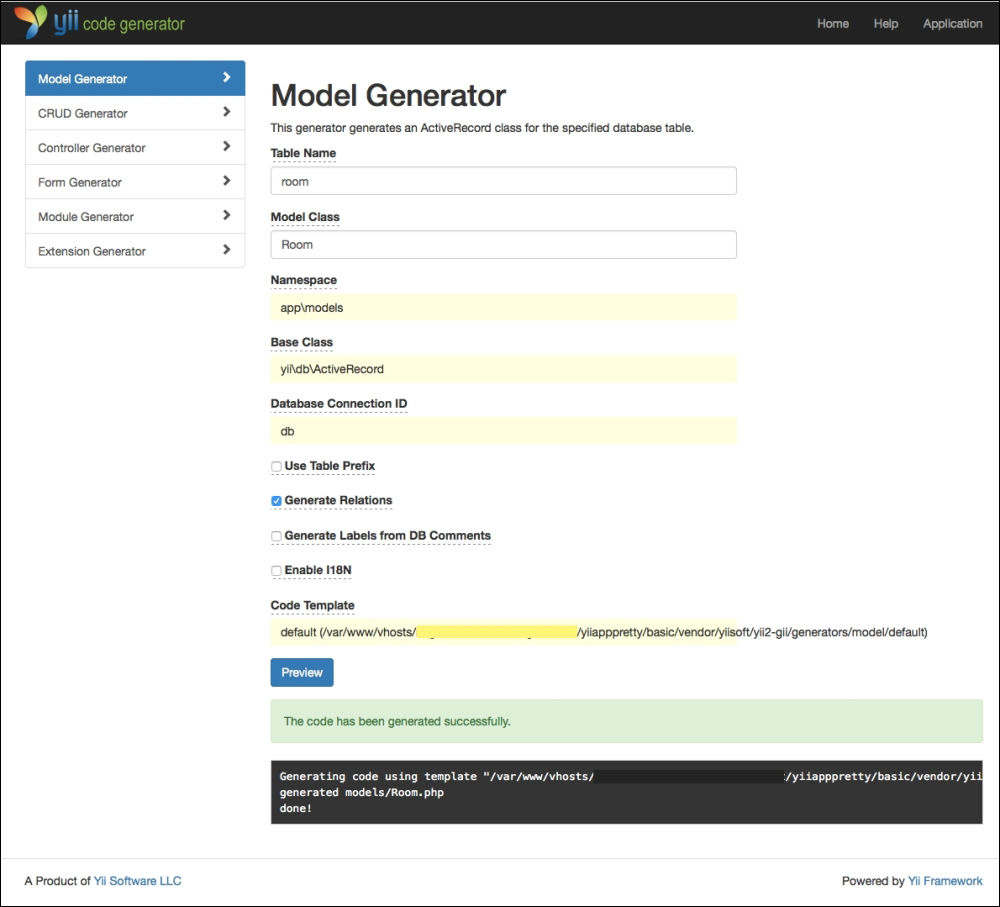 yii code generator
Home Help Application
Model Generator
CRUD Generator
Controller Generator
Form Generator
Module Generator
Extension Generator
Model Generator
This generator generates an ActiveRecord class for the specified database table.
Table Name
room
Model Class
Room
Namespace
app\models
Base Class
yii\db\ActiveRecord
Database Connection ID
db
Use Table Prefix
Generate Relations
Generate Labels from DB Comments
Enable I18N
Code Template
default (/var/www/vhosts/ /yiiapppretty/basic/vendor/yiisoft/yii2-gii/generators/model/default)
Preview
The code has been generated successfully.
Generating code using template "/var/www/vhosts/ /yiiapppretty/basic/vendor/yii
generated models/Room.php
done!
A Product of Yii Software LLC
Powered by Yii Framework